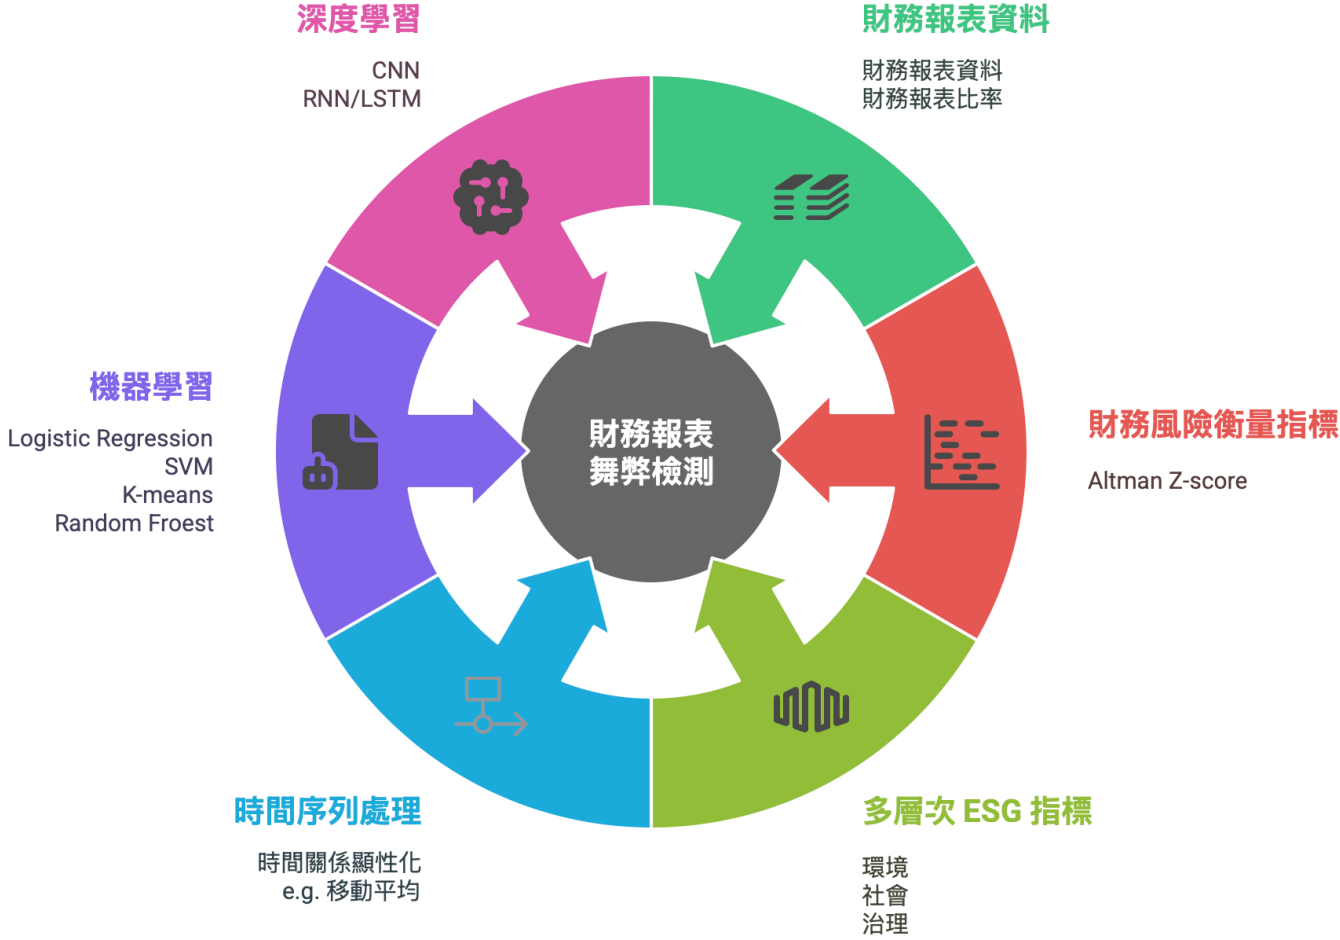 深度學習
CNN
RNN/LSTM
財務報表資料
財務報表資料
財務報表比率
機器學習
Logistic Regression
SVM
K-means
Random Froest
財務報表
舞弊檢測
財務風險衡量指標
Altman Z-score
時間序列處理
時間關係顯性化
e.g. 移動平均
多層次 ESG 指標
環境
社會
治理